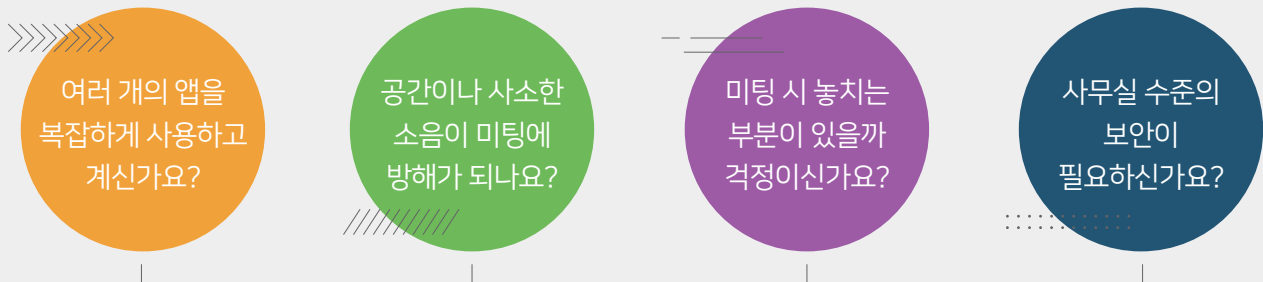 여러 개의 앱을
복잡하게 사용하고
계신가요?
공간이나 사소한
소음이 미팅에
방해가 되나요?
미팅 시 놓치는
부분이 있을까
걱정이신가요?
사무실 수준의
보안이
필요하신가요?